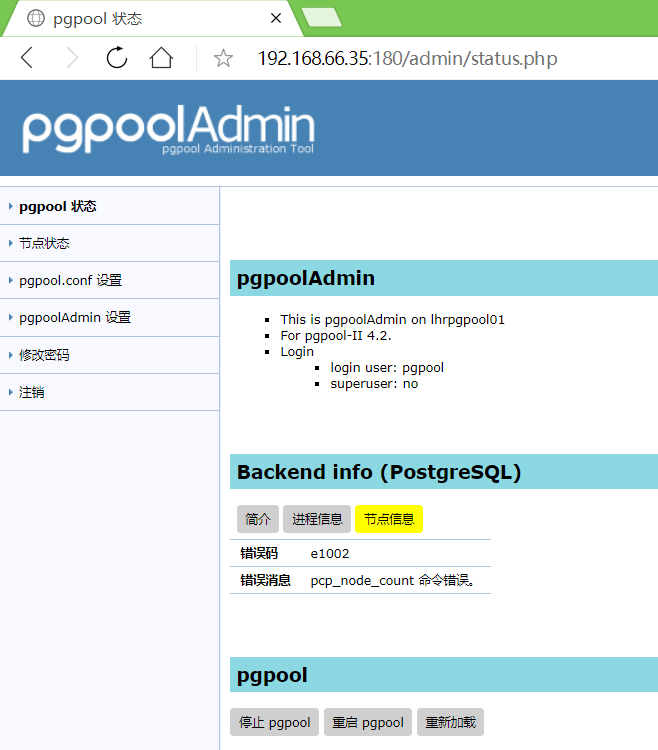 pgpool 状态
192.168.66.35:180/admin/status.php
pgpoolAdmin
pgpool Administration Tool
pgpool 状态
节点状态
pgpool.conf 设置
pgpoolAdmin 设置
修改密码
注销
pgpoolAdmin
This is pgpoolAdmin on lhrpgpool01
For pgpool-II 4.2.
Login
login user: pgpool
superuser: no
Backend info (PostgreSQL)
简介 进程信息 节点信息
错误码 e1002
错误消息 pcp_node_count 命令错误。
pgpool
停止 pgpool 重启 pgpool 重新加载